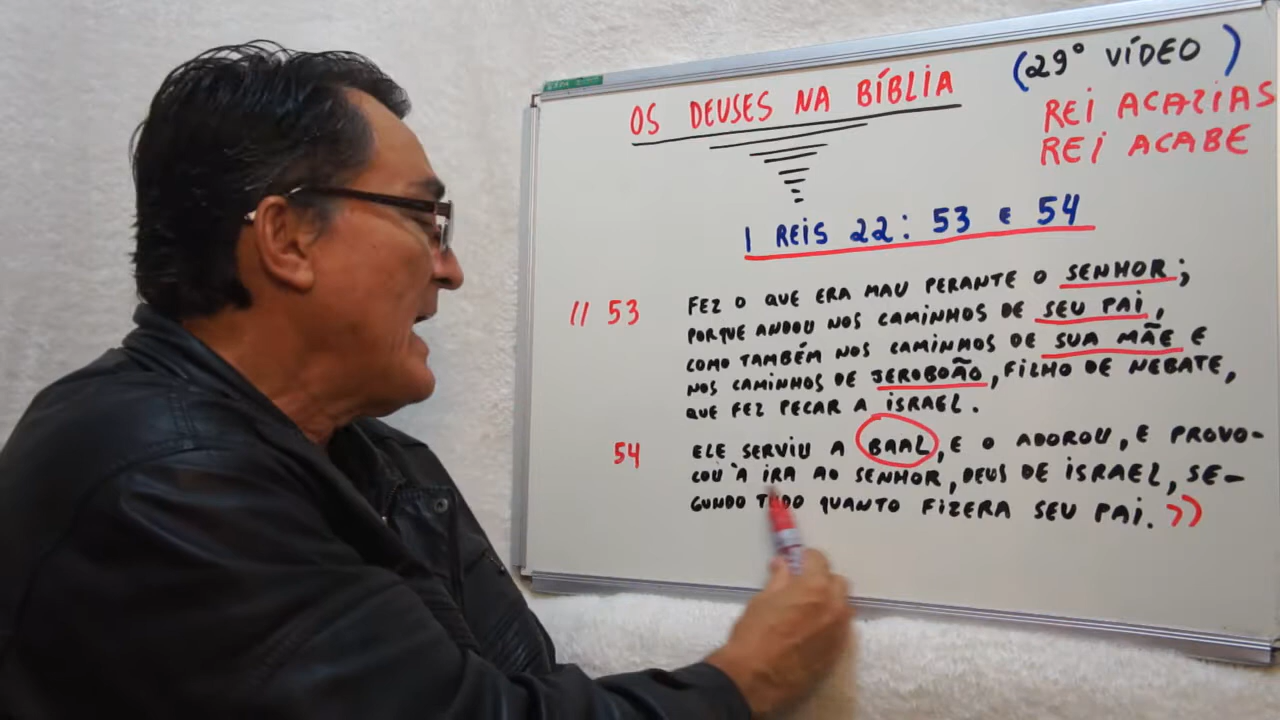 OS DEUSES NA BÍBLIA
(29° VÍDEO)
REI ACAZIAS
REI ACABE
1 REIS 22: 53 E 54
// 53 FEZ O QUE ERA MAU PERANTE O SENHOR;
PORQUE ANDOU NOS CAMINHOS DE SEU PAI,
COMO TAMBÉM NOS CAMINHOS DE SUA MÃE E
NOS CAMINHOS DE JEROBOÃO, FILHO DE NEBATE,
QUE FEZ PECAR A ISRAEL.
54 ELE SERVIU A BAAL, E O ADOROU, E PROVO-
COU À IRA AO SENHOR, DEUS DE ISRAEL, SE-
GUNDO TUDO QUANTO FIZERA SEU PAI. >>